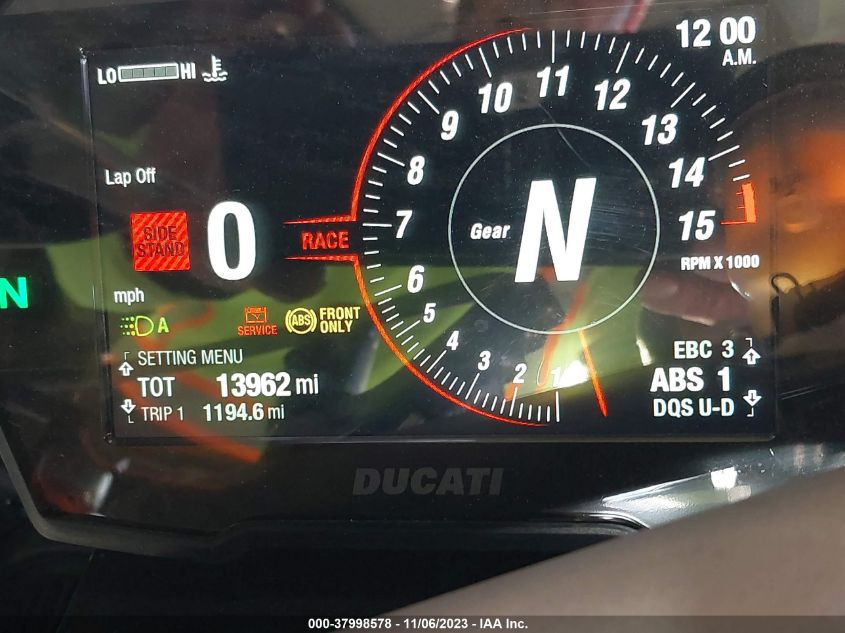 LO HI
12 00
A.M.
Lap Off
SIDE
STAND
0
mph
RACE
Gear
N
N
1
2
3
4
5
6
7
8
9
10
11
12
13
14
15
RPM X 1000
A
SERVICE
ABS
FRONT
ONLY
SETTING MENU
TOT 13962 mi
TRIP 1 1194.6 mi
EBC 3
ABS 1
DQS U-D
DUCATI
000-37998578 - 11/06/2023 - IAA Inc.